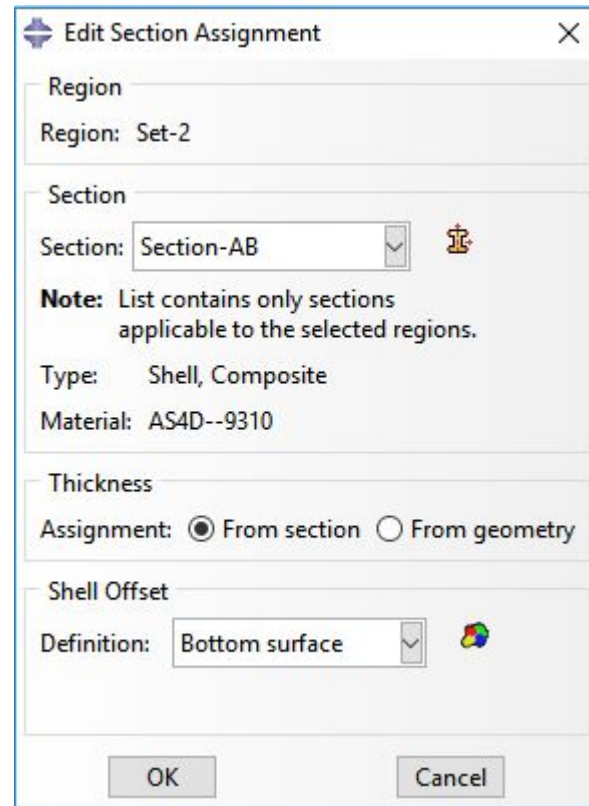 Edit Section Assignment
Region
Region: Set-2
Section
Section: Section-AB
Note: List contains only sections
applicable to the selected regions.
Type: Shell, Composite
Material: AS4D--9310
Thickness
Assignment: From section From geometry
Shell Offset
Definition: Bottom surface
OK Cancel